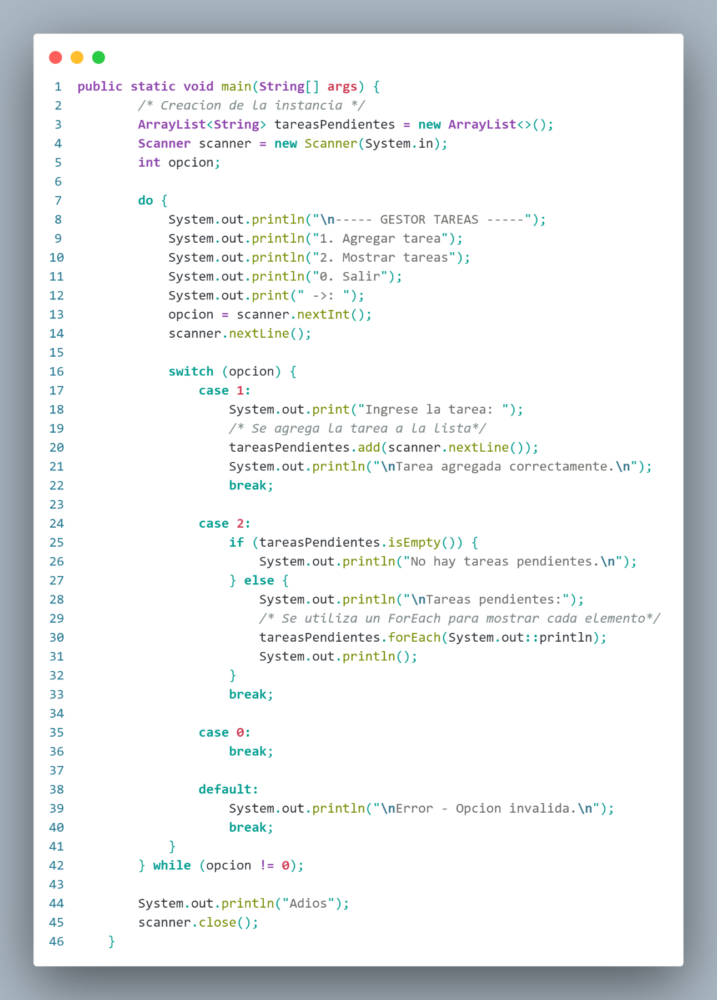 1 public static void main(String[] args) {
2 /* Creacion de la instancia */
3 ArrayList<String> tareasPendientes = new ArrayList<>();
4 Scanner scanner = new Scanner(System.in);
5 int opcion;
6
7 do {
8 System.out.println("\n----- GESTOR TAREAS -----");
9 System.out.println("1. Agregar tarea");
10 System.out.println("2. Mostrar tareas");
11 System.out.println("0. Salir");
12 System.out.print(" ->: ");
13 opcion = scanner.nextInt();
14 scanner.nextLine();
15
16 switch (opcion) {
17 case 1:
18 System.out.print("Ingrese la tarea: ");
19 /* Se agrega la tarea a la lista*/
20 tareasPendientes.add(scanner.nextLine());
21 System.out.println("\nTarea agregada correctamente.\n");
22 break;
23
24 case 2:
25 if (tareasPendientes.isEmpty()) {
26 System.out.println("No hay tareas pendientes.\n");
27 } else {
28 System.out.println("\nTareas pendientes:");
29 /* Se utiliza un ForEach para mostrar cada elemento*/
30 tareasPendientes.forEach(System.out::println);
31 System.out.println();
32 }
33 break;
34
35 case 0:
36 break;
37
38 default:
39 System.out.println("\nError - Opcion invalida.\n");
40 break;
41 }
42 } while (opcion != 0);
43
44 System.out.println("Adios");
45 scanner.close();
46 }